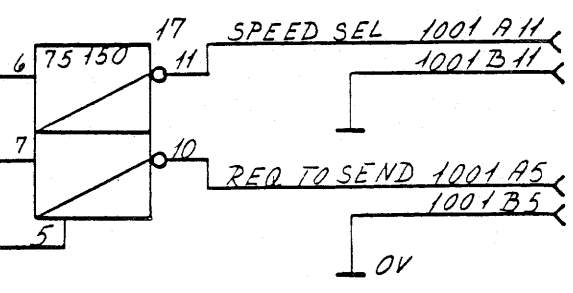 17
SPEED SEL 1001 A11
6 75 150 11 1001 B11
7 10
REQ TO SEND 1001 A5
1001 B5
5
0V